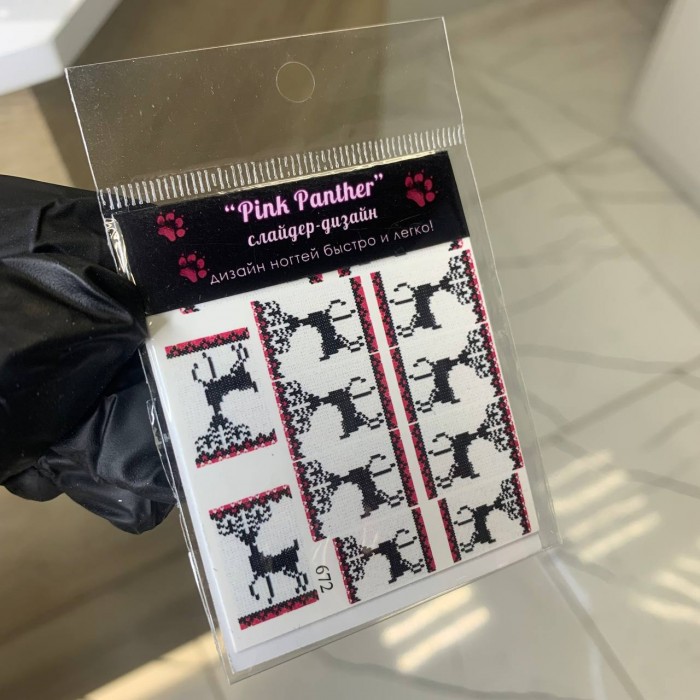 “Pink Panther”
слайдер-дизайн
дизайн ногтей быстро и легко!
672